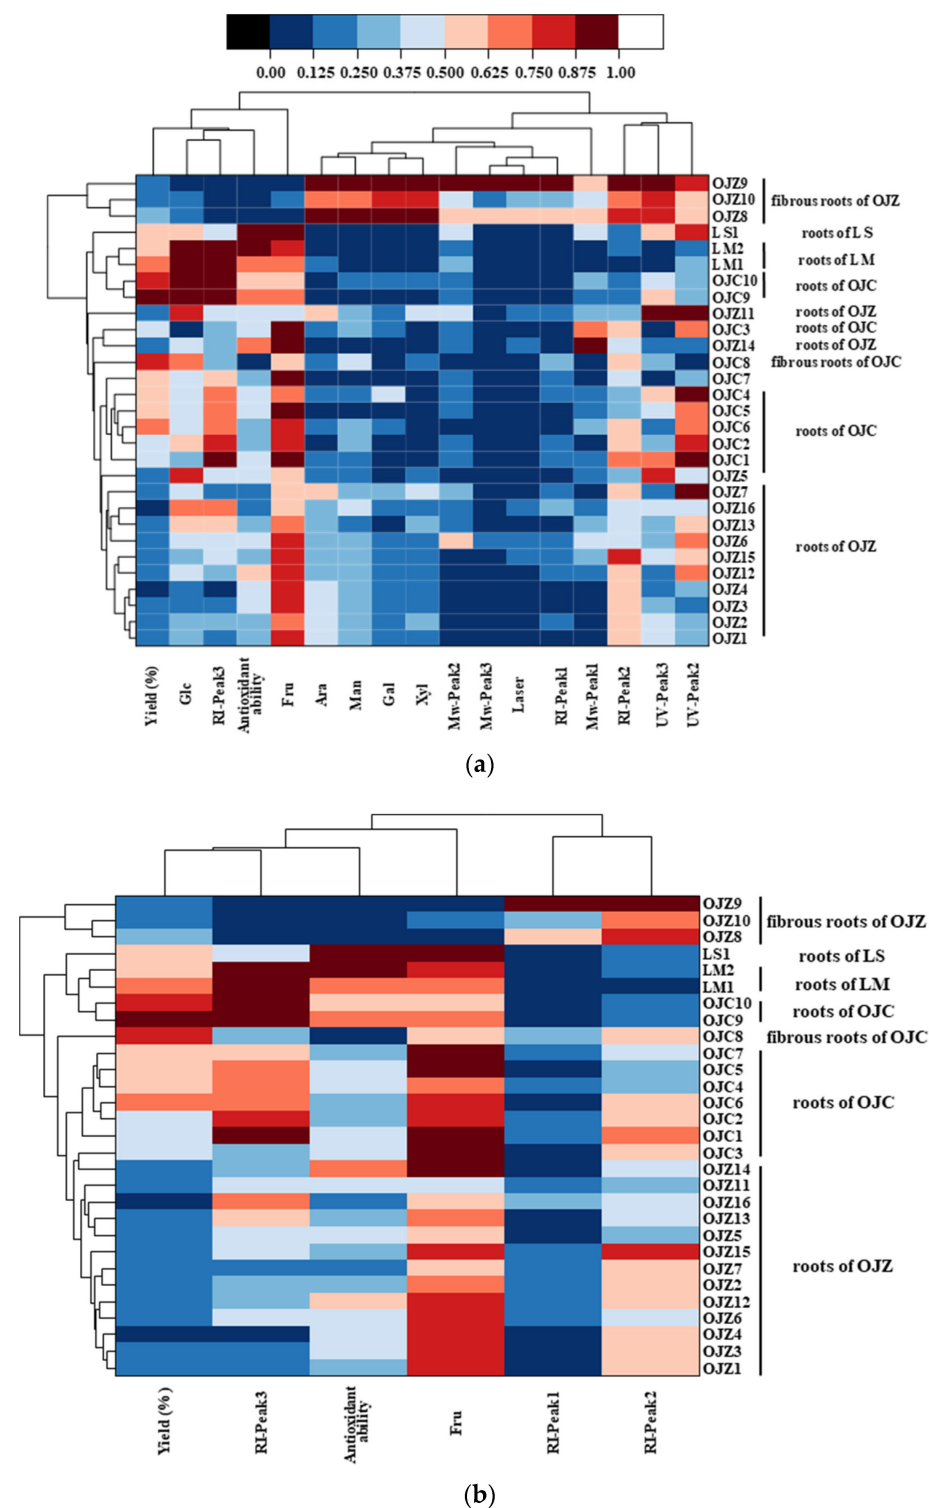 0.00 0.125 0.250 0.375 0.500 0.625 0.750 0.875 1.00
OJZ9
OJZ10
OJZ8
fibrous roots of OJZ
LS1
roots of LS
LM2
LM1
roots of LM
OJC10
OJC9
roots of OJC
OJZ11
roots of OJZ
OJC3
roots of OJC
OJZ14
roots of OJZ
OJC8
fibrous roots of OJC
OJC7
OJC4
OJC5
OJC6
OJC2
OJC1
roots of OJC
OJZ5
OJZ7
OJZ16
OJZ13
OJZ6
OJZ15
OJZ12
OJZ4
OJZ3
OJZ2
OJZ1
roots of OJZ
Yield (%)
Glc
RI-Peak3
Antioxidant
ability
Fru
Ara
Man
Gal
Xyl
Mw-Peak2
Mw-Peak3
Laser
RI-Peak1
Mw-Peak1
RI-Peak2
UV-Peak3
UV-Peak2
(a)
OJZ9
OJZ10
OJZ8
fibrous roots of OJZ
LS1
roots of LS
LM2
LM1
roots of LM
OJC10
OJC9
roots of OJC
OJC8
fibrous roots of OJC
OJC7
OJC5
OJC4
OJC6
OJC2
OJC1
OJC3
roots of OJC
OJZ14
OJZ11
OJZ16
OJZ13
OJZ5
OJZ15
OJZ7
OJZ2
OJZ12
OJZ6
OJZ4
OJZ3
OJZ1
roots of OJZ
Yield (%)
RI-Peak3
Antioxidant
ability
Fru
RI-Peak1
RI-Peak2
(b)